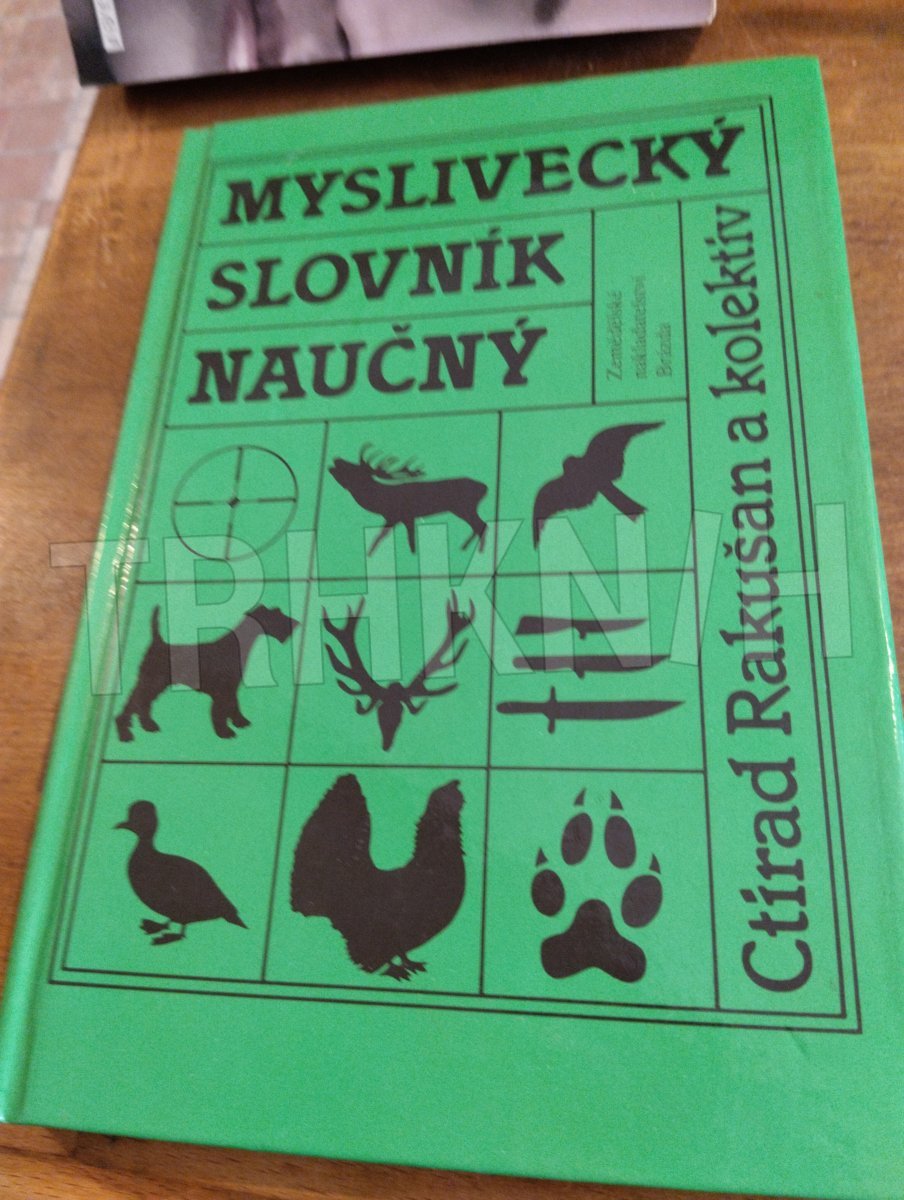 MYSLIVECKÝ
SLOVNÍK
NAUČNÝ
Zemědělské
nakladatelství
Brázda
Ctirad Rakušan a kolektiv
TRHKNIH